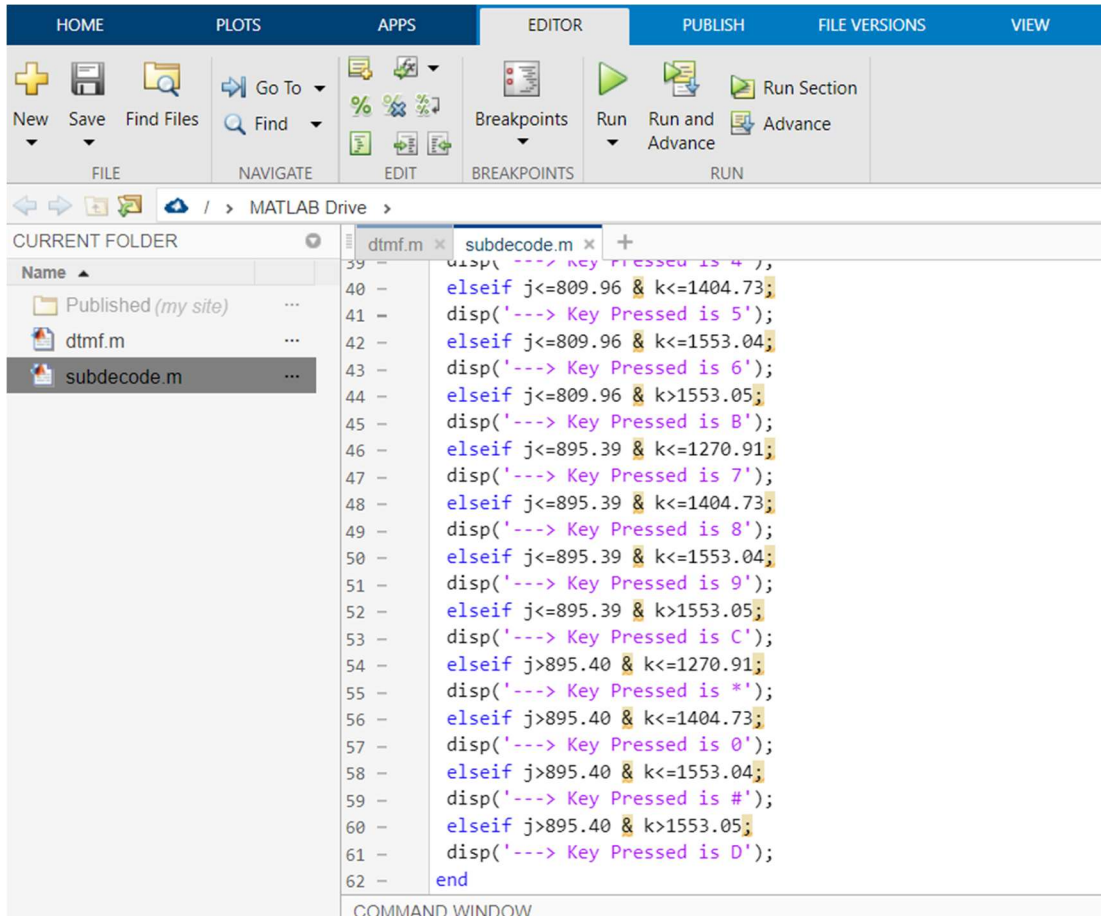 HOME PLOTS APPS EDITOR PUBLISH FILE VERSIONS VIEW
New Save Find Files Go To Find Breakpoints Run Run and Advance Run Section Advance
FILE NAVIGATE EDIT BREAKPOINTS RUN
/ > MATLAB Drive >
CURRENT FOLDER
Name
Published (my site) ...
dtmf.m ...
subdecode.m ...
dtmf.m × subdecode.m × +
39 – disp('---> Key Pressed is 4');
40 – elseif j<=809.96 & k<=1404.73;
41 – disp('---> Key Pressed is 5');
42 – elseif j<=809.96 & k<=1553.04;
43 – disp('---> Key Pressed is 6');
44 – elseif j<=809.96 & k>1553.05;
45 – disp('---> Key Pressed is B');
46 – elseif j<=895.39 & k<=1270.91;
47 – disp('---> Key Pressed is 7');
48 – elseif j<=895.39 & k<=1404.73;
49 – disp('---> Key Pressed is 8');
50 – elseif j<=895.39 & k<=1553.04;
51 – disp('---> Key Pressed is 9');
52 – elseif j<=895.39 & k>1553.05;
53 – disp('---> Key Pressed is C');
54 – elseif j>895.40 & k<=1270.91;
55 – disp('---> Key Pressed is *');
56 – elseif j>895.40 & k<=1404.73;
57 – disp('---> Key Pressed is 0');
58 – elseif j>895.40 & k<=1553.04;
59 – disp('---> Key Pressed is #');
60 – elseif j>895.40 & k>1553.05;
61 – disp('---> Key Pressed is D');
62 – end
COMMAND WINDOW